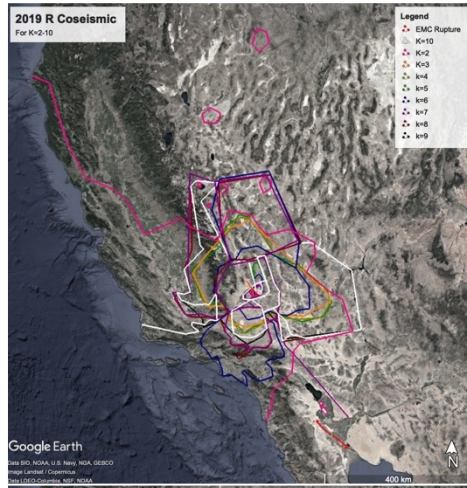 2019 R Coseismic
For K=2-10
Legend
EMC Rupture
K=10
K=2
K=3
k=4
k=5
k=6
k=7
k=8
k=9
Google Earth
Data SIO, NOAA, U.S. Navy, NGA, GEBCO
Image Landsat / Copernicus
Data LDEO-Columbia, NSF, NOAA
400 km
N